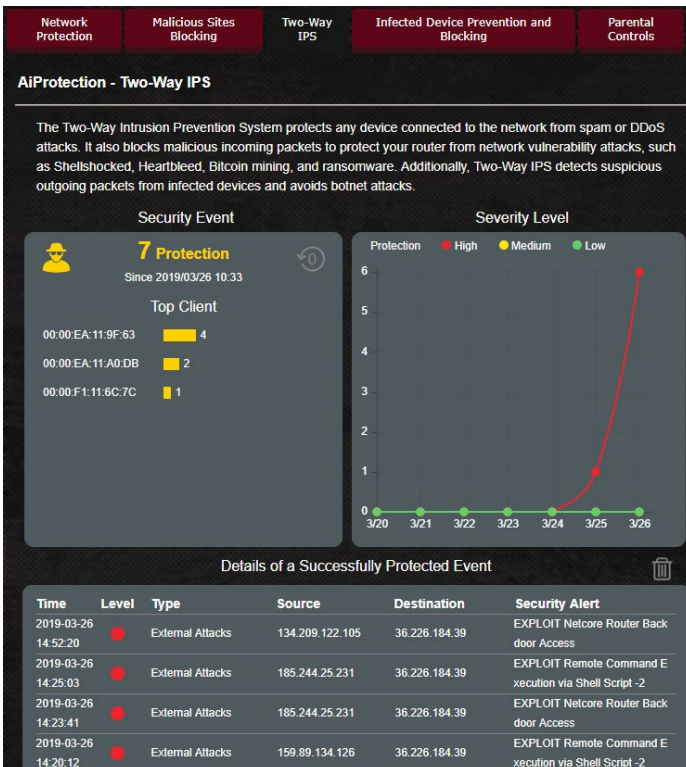 Network Protection
Malicious Sites Blocking
Two-Way IPS
Infected Device Prevention and Blocking
Parental Controls
AiProtection - Two-Way IPS
The Two-Way Intrusion Prevention System protects any device connected to the network from spam or DDoS
attacks. It also blocks malicious incoming packets to protect your router from network vulnerability attacks, such
as Shellshocked, Heartbleed, Bitcoin mining, and ransomware. Additionally, Two-Way IPS detects suspicious
outgoing packets from infected devices and avoids botnet attacks.
Security Event
7 Protection
0
Since 2019/03/26 10:33
Top Client
00:00:EA:11:9F:63 4
00:00:EA:11:A0:DB 2
00:00:F1:11:6C:7C 1
Severity Level
Protection High Medium Low
6
5
4
3
2
1
0
3/20 3/21 3/22 3/23 3/24 3/25 3/26
Details of a Successfully Protected Event
Time Level Type Source Destination Security Alert
2019-03-26
14:52:20
External Attacks
134.209.122.105
36.226.184.39
EXPLOIT Netcore Router Back
door Access
2019-03-26
14:25:03
External Attacks
185.244.25.231
36.226.184.39
EXPLOIT Remote Command E
xecution via Shell Script -2
2019-03-26
14:23:41
External Attacks
185.244.25.231
36.226.184.39
EXPLOIT Netcore Router Back
door Access
2019-03-26
14:20:12
External Attacks
159.89.134.126
36.226.184.39
EXPLOIT Remote Command E
xecution via Shell Script -2